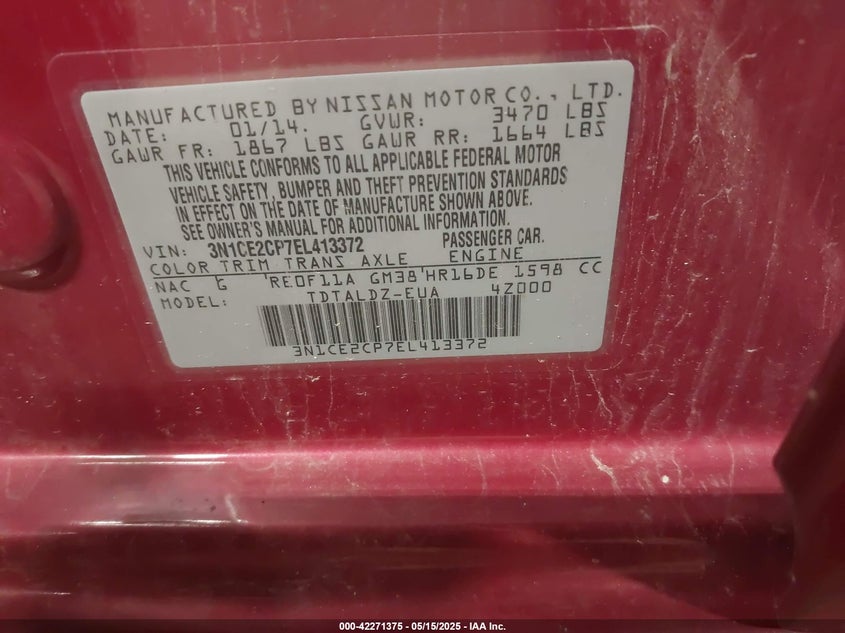 MANUFACTURED BY NISSAN MOTOR CO., LTD.
DATE: 01/14. GVWR: 3470 LBS
GAWR FR: 1867 LBS GAWR RR: 1664 LBS
THIS VEHICLE CONFORMS TO ALL APPLICABLE FEDERAL MOTOR
VEHICLE SAFETY, BUMPER AND THEFT PREVENTION STANDARDS
IN EFFECT ON THE DATE OF MANUFACTURE SHOWN ABOVE.
SEE OWNER'S MANUAL FOR ADDITIONAL INFORMATION.
VIN: 3N1CE2CP7EL413372 PASSENGER CAR.
COLOR TRIM TRANS AXLE ENGINE
NAC G 'RE0F11A GM38'HR16DE 1598 CC
MODEL: TDTALDZ-EUA 4Z000
3N1CE2CP7EL413372
000-42271375 — 05/15/2025 — IAA Inc.